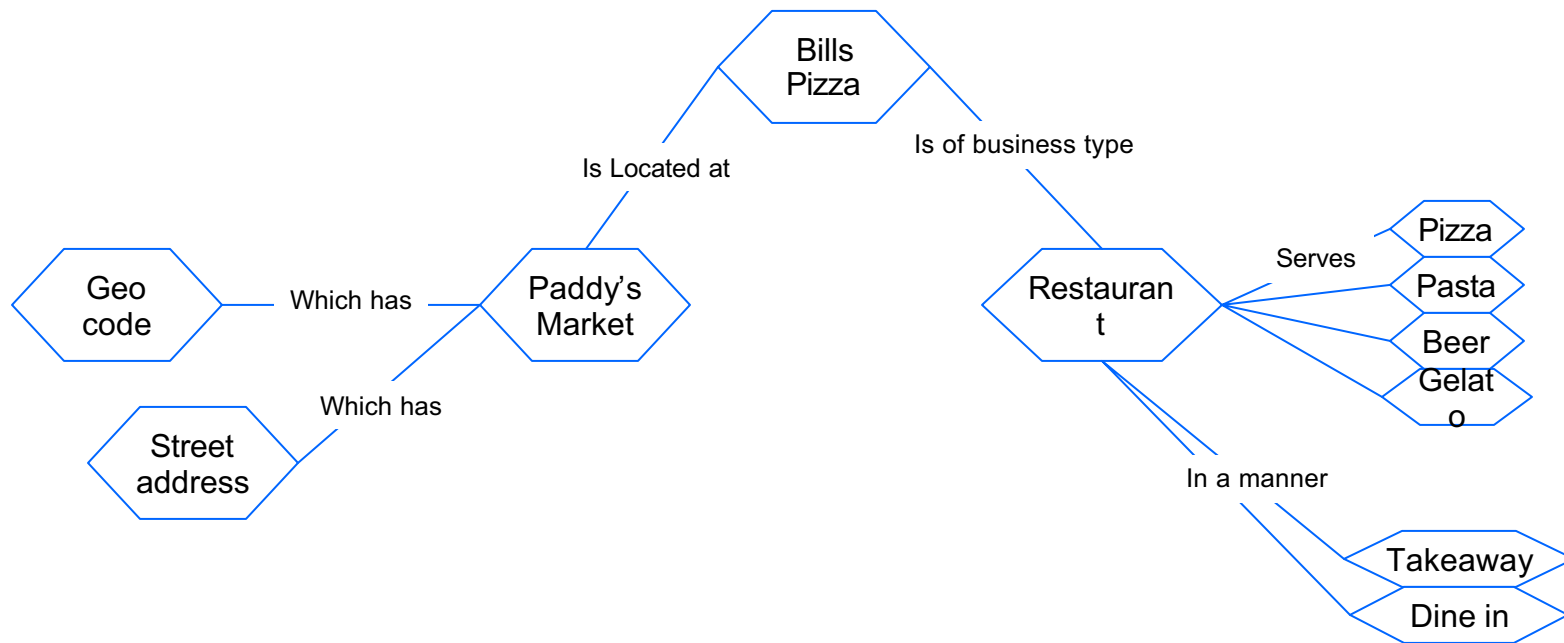 Bills
Pizza
Is of business type
Is Located at
Pizza
Serves
Geo
code
Which has
Paddy’s
Market
Restauran
t
Pasta
Beer
Gelat
o
Which has
Street
address
In a manner
Takeaway
Dine in